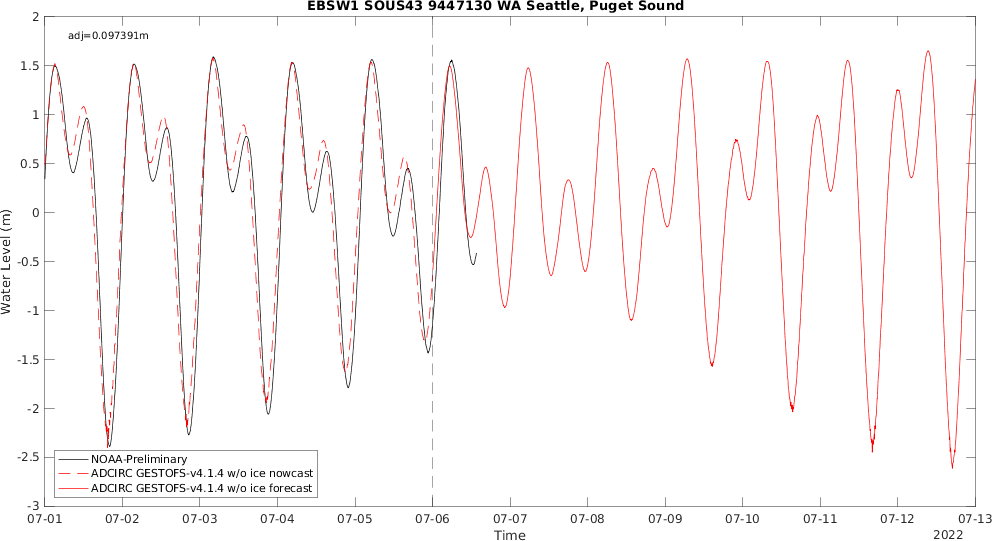 EBSW1 SOUS43 9447130 WA Seattle, Puget Sound
adj=0.097391m
2
1.5
1
0.5
0
-0.5
-1
-1.5
-2
-2.5
-3
Water Level (m)
NOAA-Preliminary
ADCIRC GESTOFS-v4.1.4 w/o ice nowcast
ADCIRC GESTOFS-v4.1.4 w/o ice forecast
07-01 07-02 07-03 07-04 07-05 07-06 07-07 07-08 07-09 07-10 07-11 07-12 07-13
Time
2022